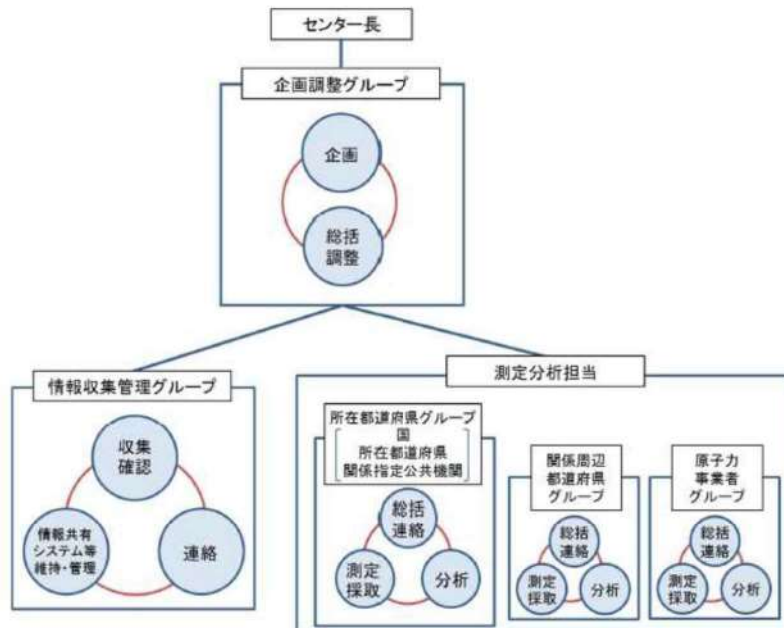 センター長
企画調整グループ
企画
総括
調整
情報収集管理グループ
収集
確認
情報共有
システム等
維持・管理
連絡
測定分析担当
所在都道府県グループ
国
所在都道府県
関係指定公共機関
総括
連絡
測定
採取
分析
関係周辺
都道府県
グループ
総括
連絡
測定
採取
分析
原子力
事業者
グループ
総括
連絡
測定
採取
分析